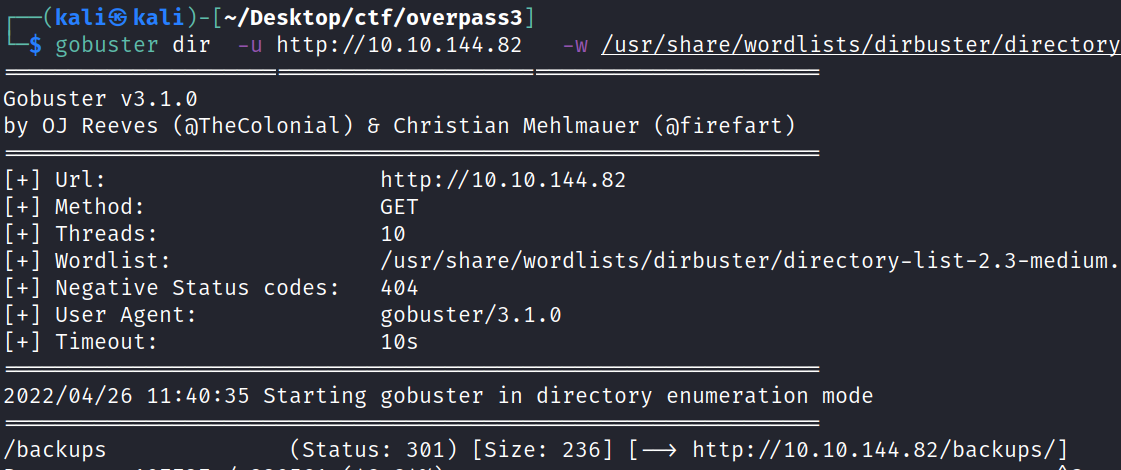 ┌──(kali㉿kali)-[~/Desktop/ctf/overpass3]
└─$ gobuster dir  -u http://10.10.144.82   -w /usr/share/wordlists/dirbuster/directory
===============================================================
Gobuster v3.1.0
by OJ Reeves (@TheColonial) & Christian Mehlmauer (@firefart)
===============================================================
[+] Url:                     http://10.10.144.82
[+] Method:                  GET
[+] Threads:                 10
[+] Wordlist:                /usr/share/wordlists/dirbuster/directory-list-2.3-medium.
[+] Negative Status codes:   404
[+] User Agent:              gobuster/3.1.0
[+] Timeout:                 10s
===============================================================
2022/04/26 11:40:35 Starting gobuster in directory enumeration mode
===============================================================
/backups              (Status: 301) [Size: 236] [--> http://10.10.144.82/backups/]